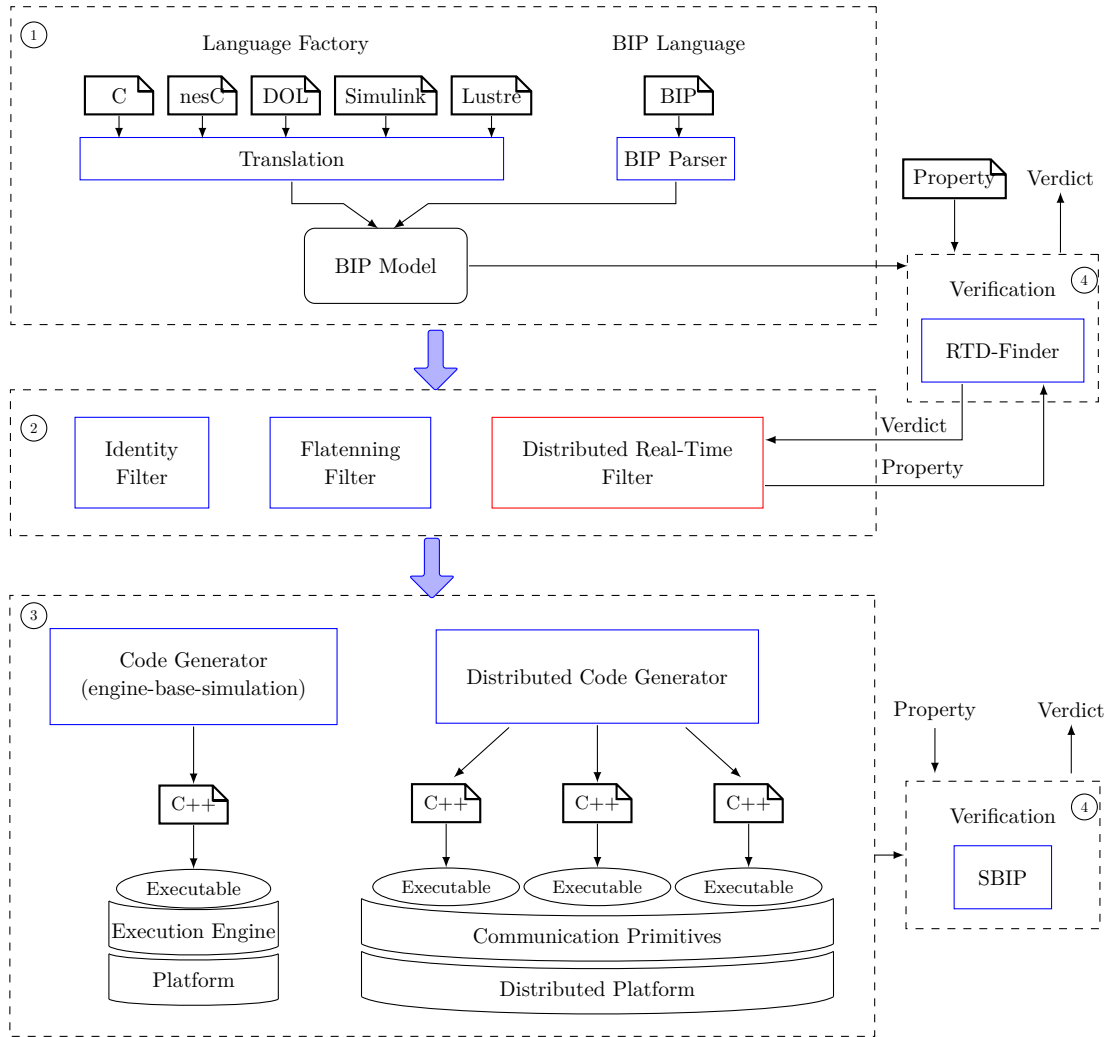 1
Language Factory
BIP Language
C
nesC
DOL
Simulink
Lustre
BIP
Translation
BIP Parser
BIP Model
Property
Verdict
4
Verification
RTD-Finder
2
Identity
Filter
Flatenning
Filter
Distributed Real-Time
Filter
Verdict
Property
3
Code Generator
(engine-base-simulation)
Distributed Code Generator
C++
C++
C++
C++
Executable
Executable
Executable
Executable
Execution Engine
Communication Primitives
Platform
Distributed Platform
Property
Verdict
4
Verification
SBIP